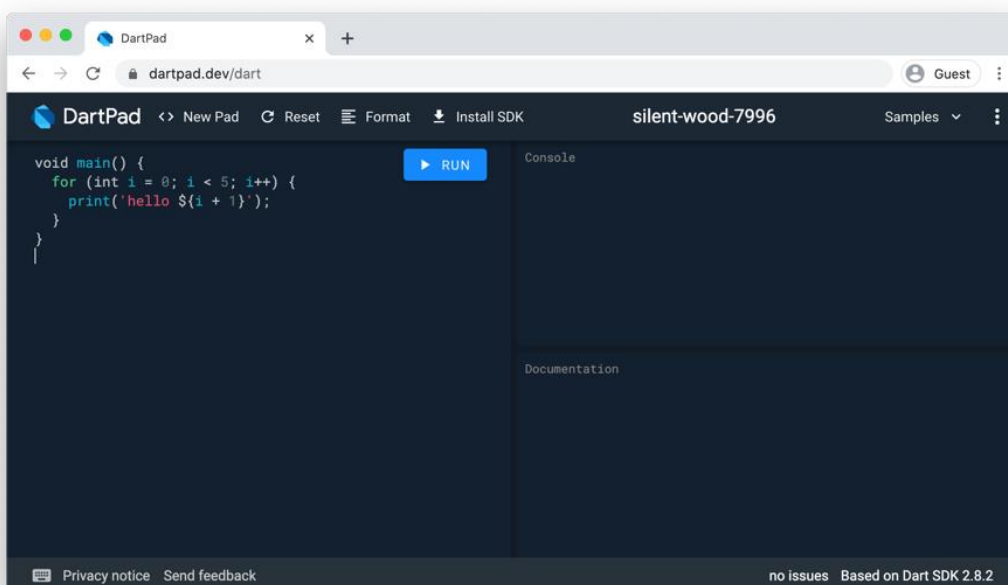 DartPad
dartpad.dev/dart
Guest
DartPad <> New Pad Reset Format Install SDK silent-wood-7996 Samples
void main() {
  for (int i = 0; i < 5; i++) {
    print('hello ${i + 1}');
  }
}
RUN
Console
Documentation
Privacy notice Send feedback
no issues Based on Dart SDK 2.8.2